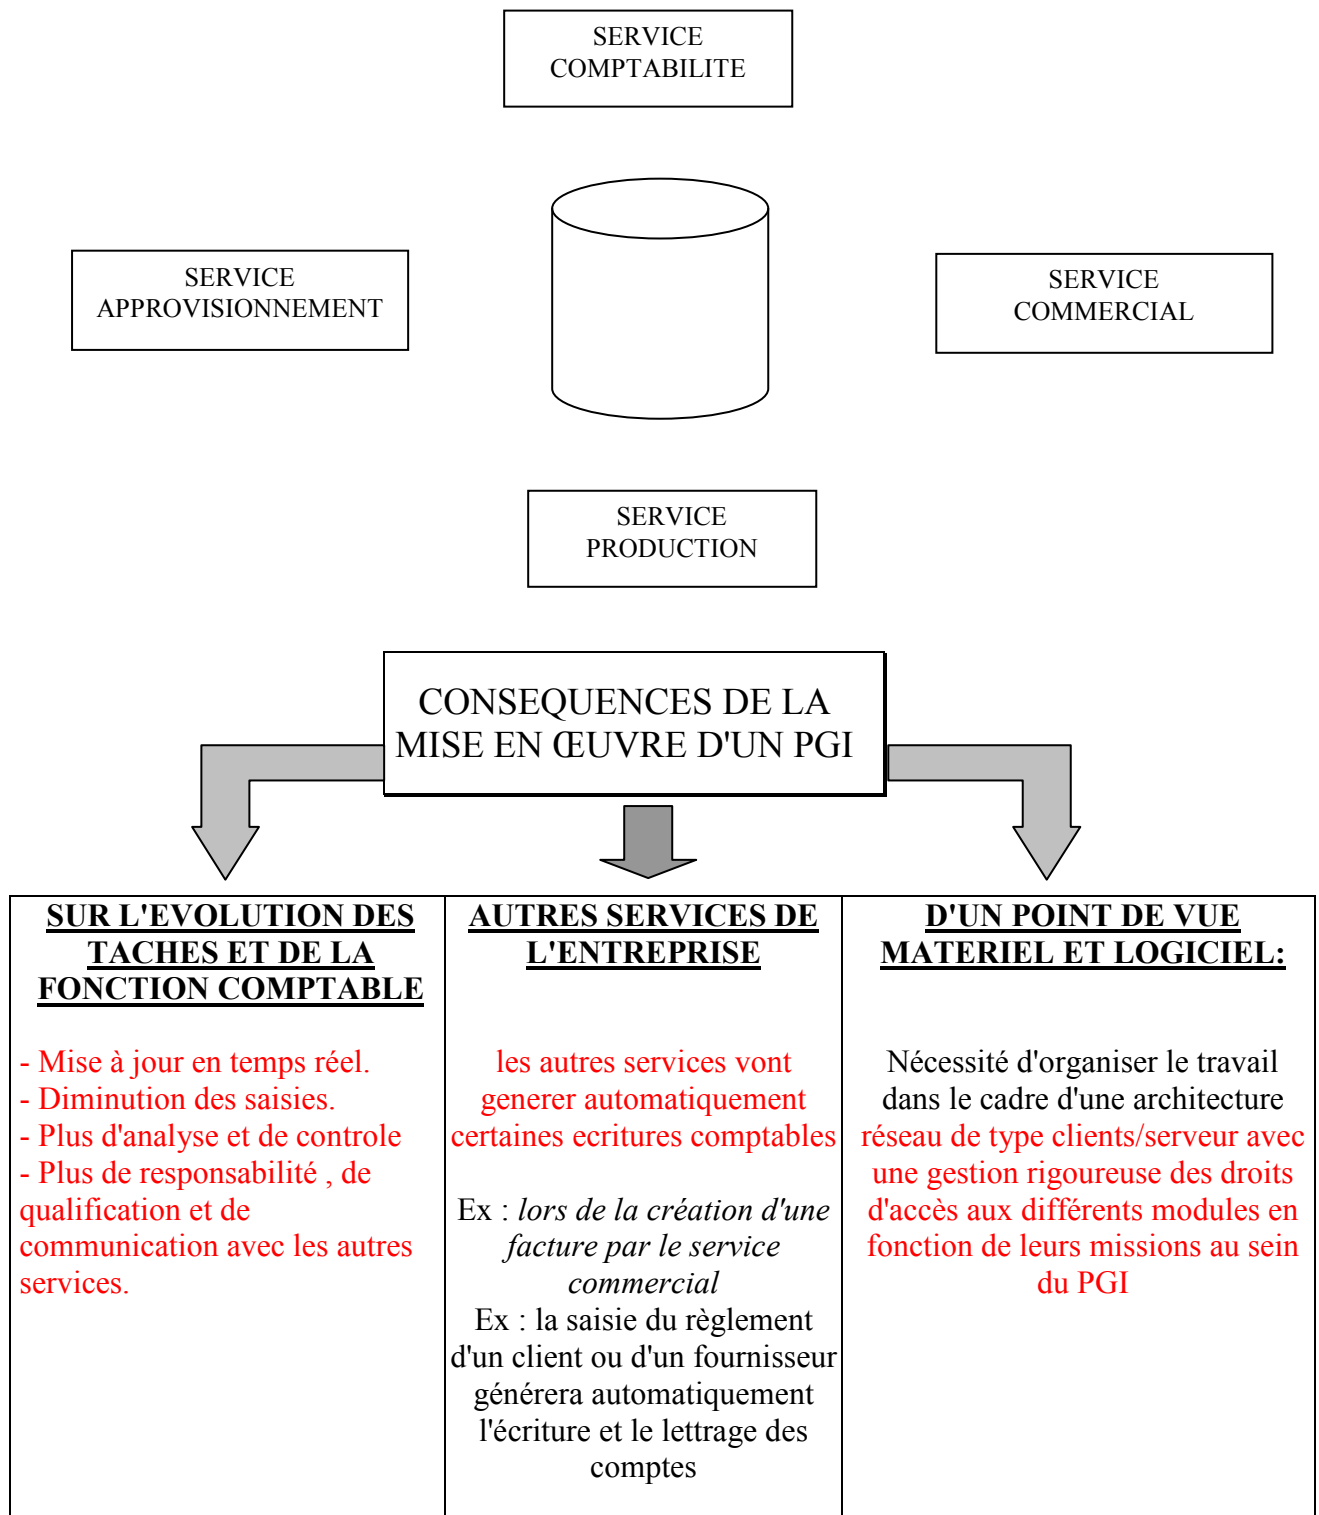 SERVICE
COMPTABILITE
SERVICE
APPROVISIONNEMENT
SERVICE
COMMERCIAL
SERVICE
PRODUCTION
CONSEQUENCES DE LA
MISE EN ŒUVRE D'UN PGI
SUR L'EVOLUTION DES
TACHES ET DE LA
FONCTION COMPTABLE
- Mise à jour en temps réel.
- Diminution des saisies.
- Plus d'analyse et de controle
- Plus de responsabilité , de
qualification et de
communication avec les autres
services.
AUTRES SERVICES DE
L'ENTREPRISE
les autres services vont
generer automatiquement
certaines ecritures comptables
Ex : lors de la création d'une
facture par le service
commercial
Ex : la saisie du règlement
d'un client ou d'un fournisseur
générera automatiquement
l'écriture et le lettrage des
comptes
D'UN POINT DE VUE
MATERIEL ET LOGICIEL:
Nécessité d'organiser le travail
dans le cadre d'une architecture
réseau de type clients/serveur avec
une gestion rigoureuse des droits
d'accès aux différents modules en
fonction de leurs missions au sein
du PGI